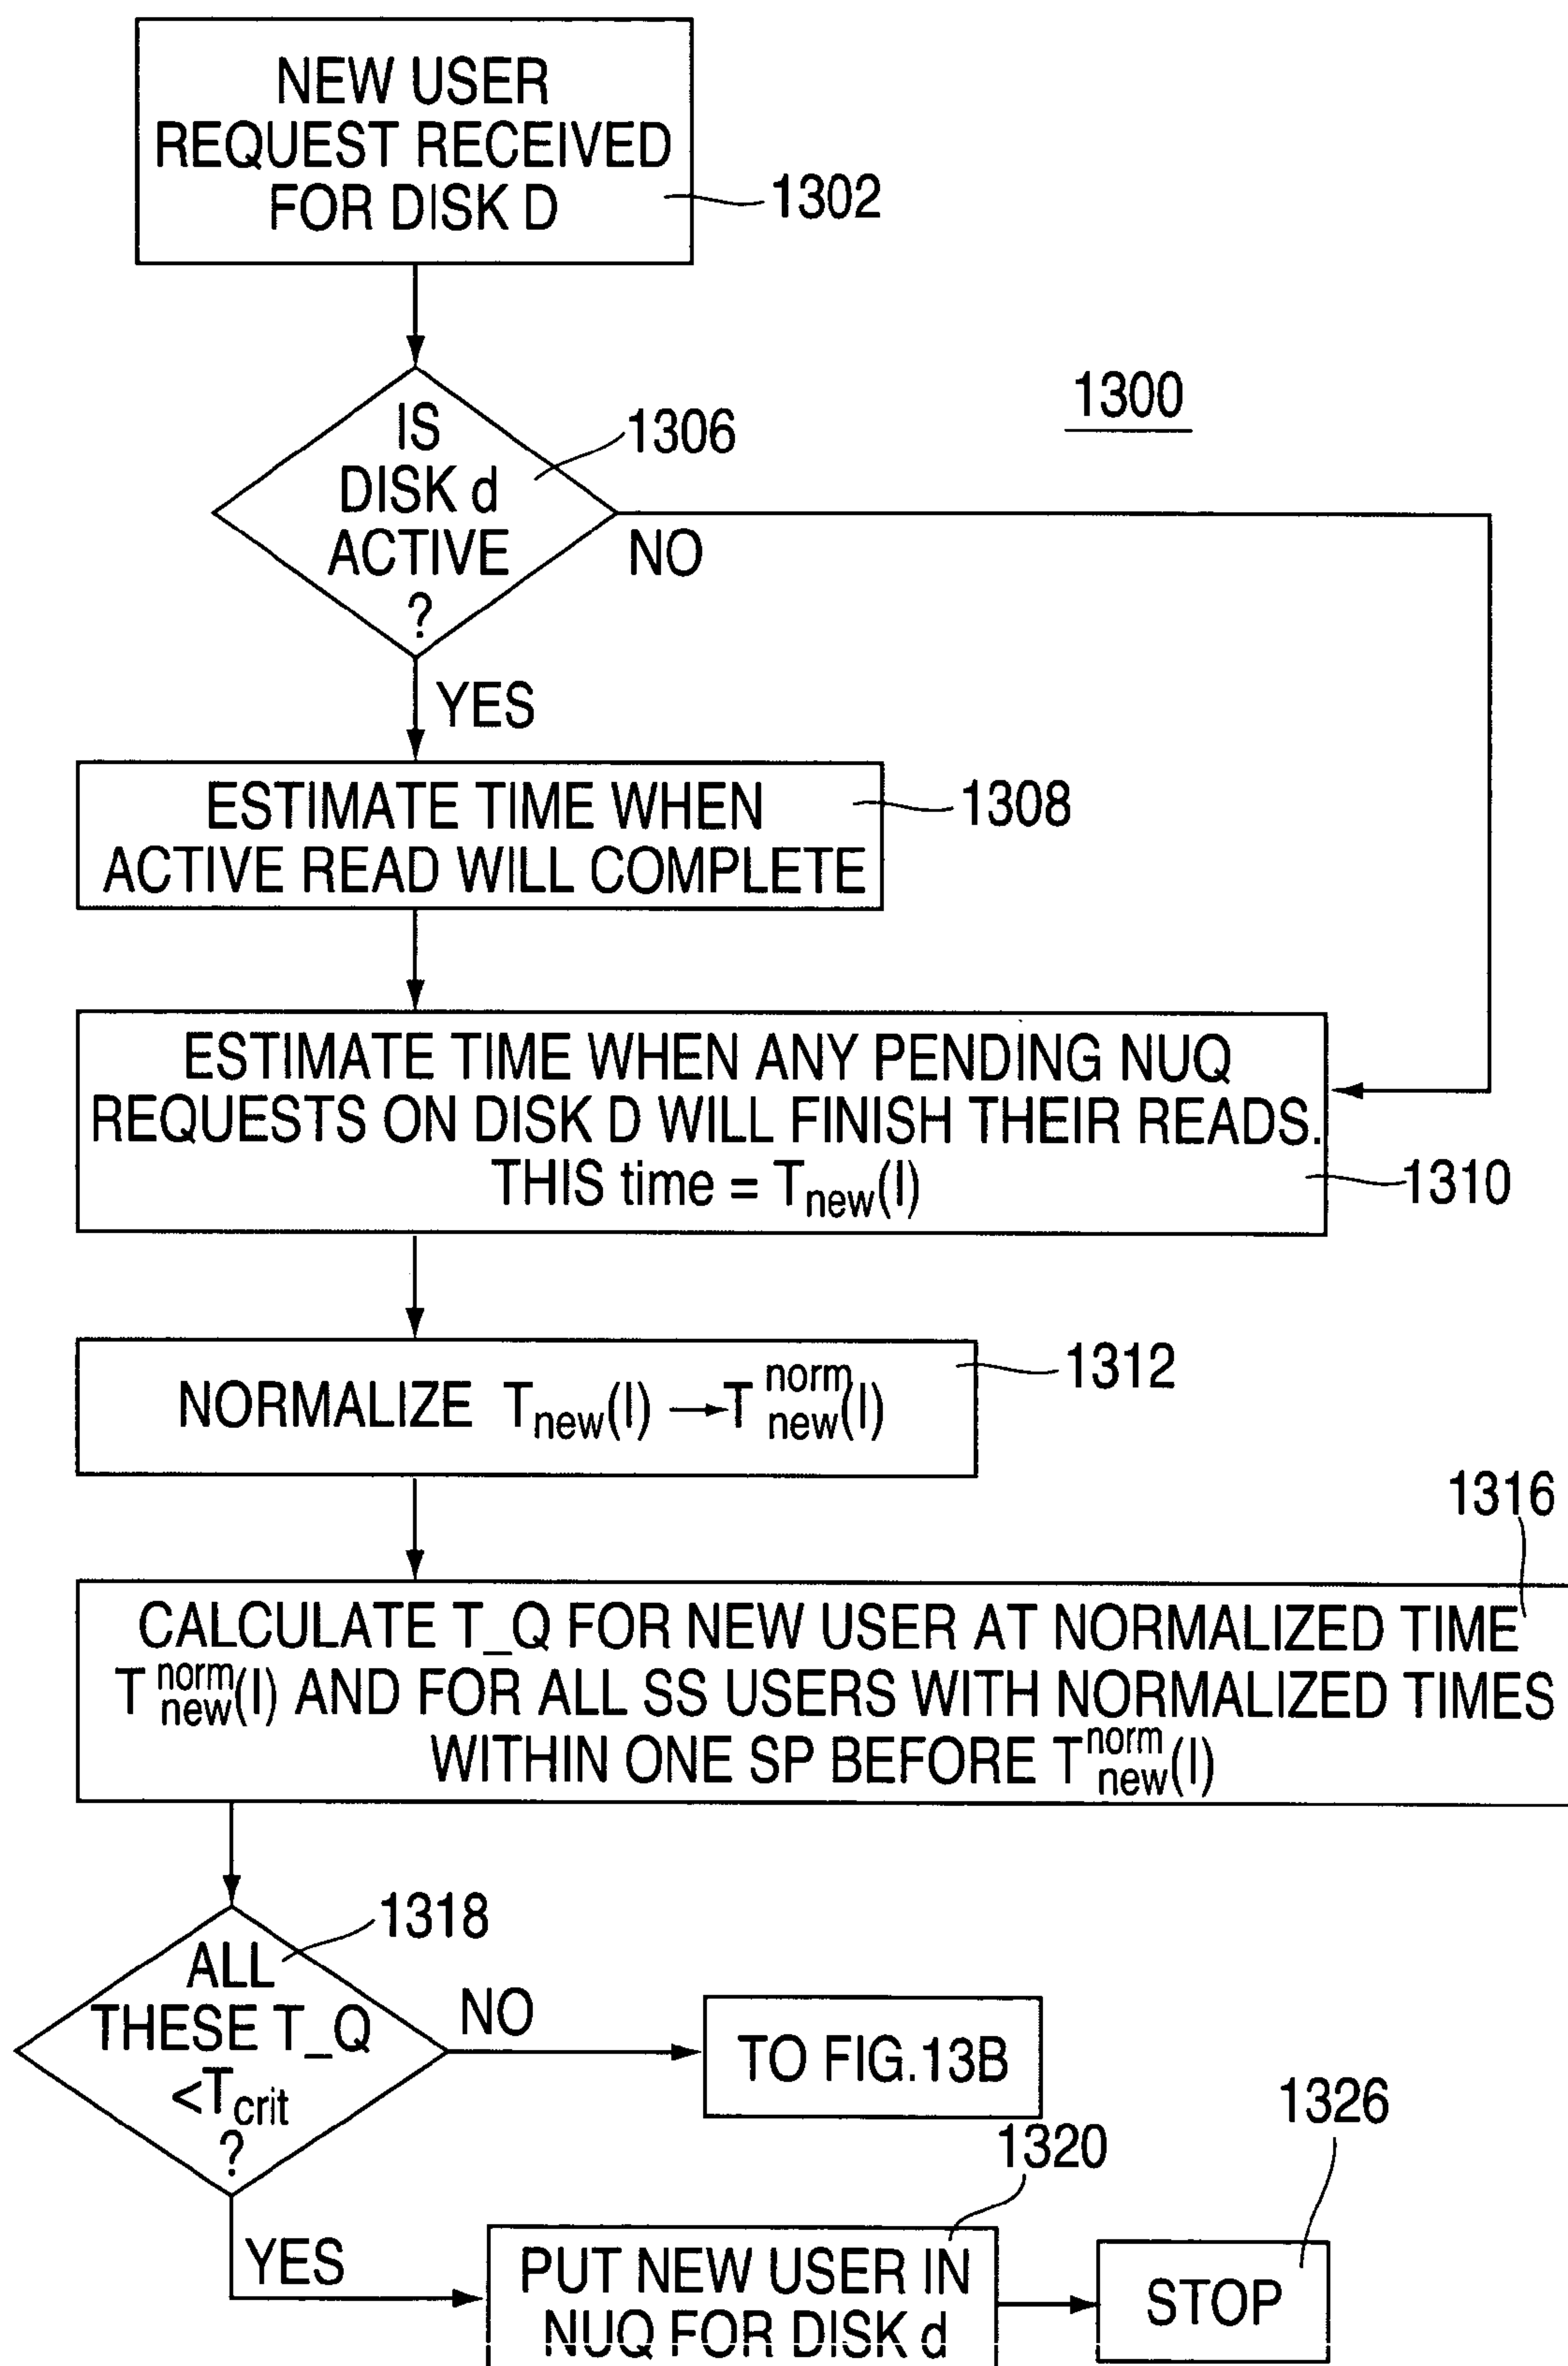 NEW USER
REQUEST RECEIVED
FOR DISK D
1302
1300
IS
DISK d
ACTIVE
?
1306
NO
YES
ESTIMATE TIME WHEN
ACTIVE READ WILL COMPLETE
1308
ESTIMATE TIME WHEN ANY PENDING NUQ
REQUESTS ON DISK D WILL FINISH THEIR READS.
THIS time = Tnew(I)
1310
NORMALIZE Tnew(I) → T norm new(I)
1312
1316
CALCULATE T_Q FOR NEW USER AT NORMALIZED TIME
T norm new(I) AND FOR ALL SS USERS WITH NORMALIZED TIMES
WITHIN ONE SP BEFORE T norm new(I)
ALL
THESE T_Q
<Tcrit
?
1318
NO
TO FIG.13B
YES
1320
PUT NEW USER IN
NUQ FOR DISK d
1326
STOP